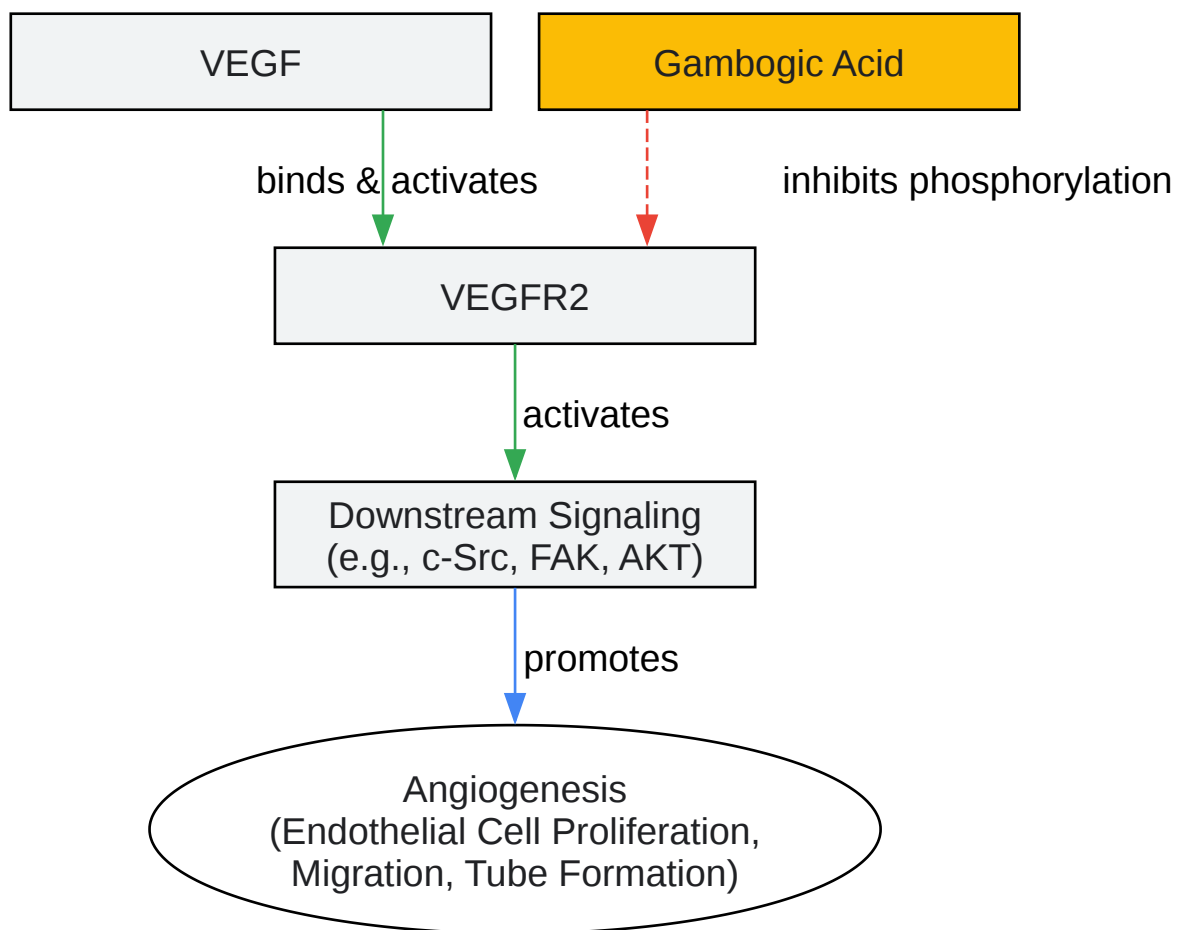 VEGF
Gambogic Acid
binds & activates
inhibits phosphorylation
VEGFR2
activates
Downstream Signaling
(e.g., c-Src, FAK, AKT)
promotes
Angiogenesis
(Endothelial Cell Proliferation,
Migration, Tube Formation)